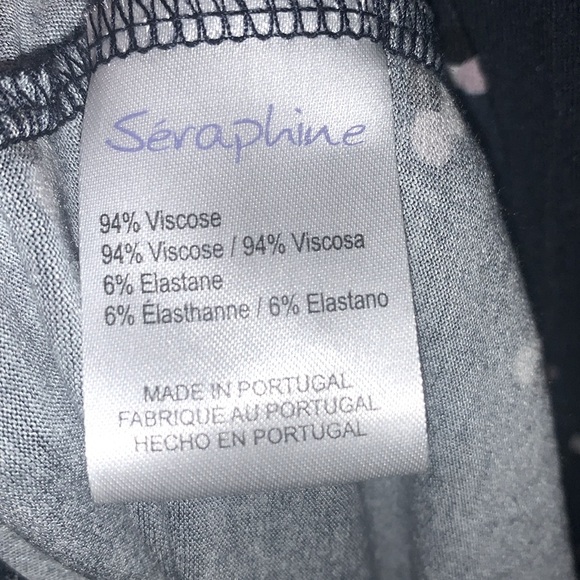 Séraphine
94% Viscose
94% Viscose / 94% Viscosa
6% Elastane
6% Élasthanne / 6% Elastano
MADE IN PORTUGAL
FABRIQUE AU PORTUGAL
HECHO EN PORTUGAL